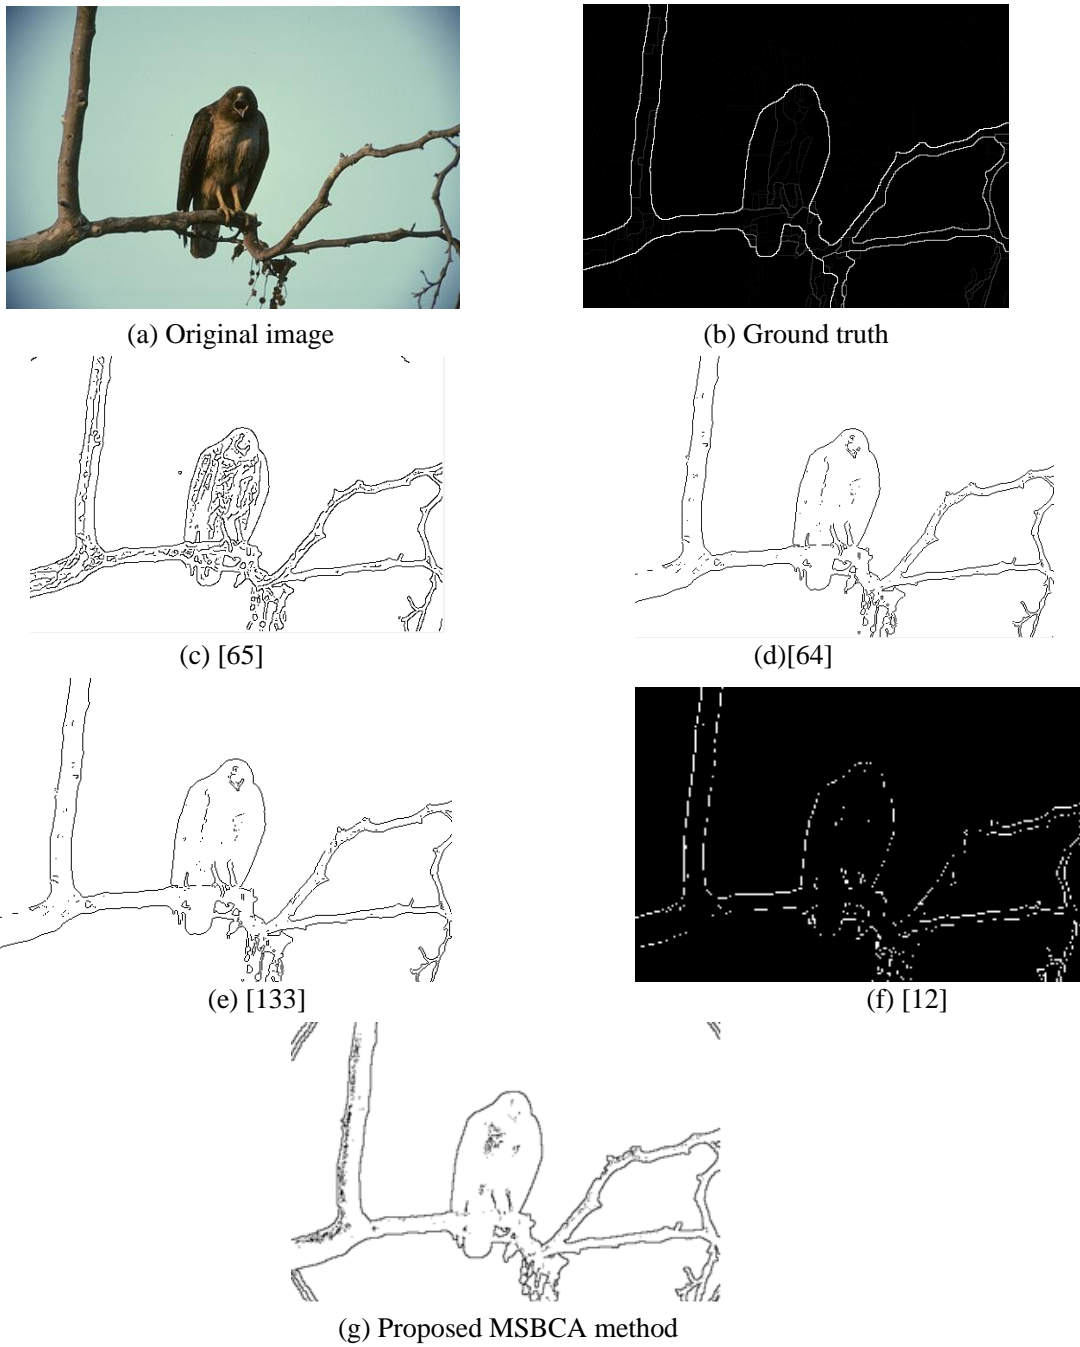 (a) Original image
(b) Ground truth
(c) [65]
(d)[64]
(e) [133]
(f) [12]
(g) Proposed MSBCA method